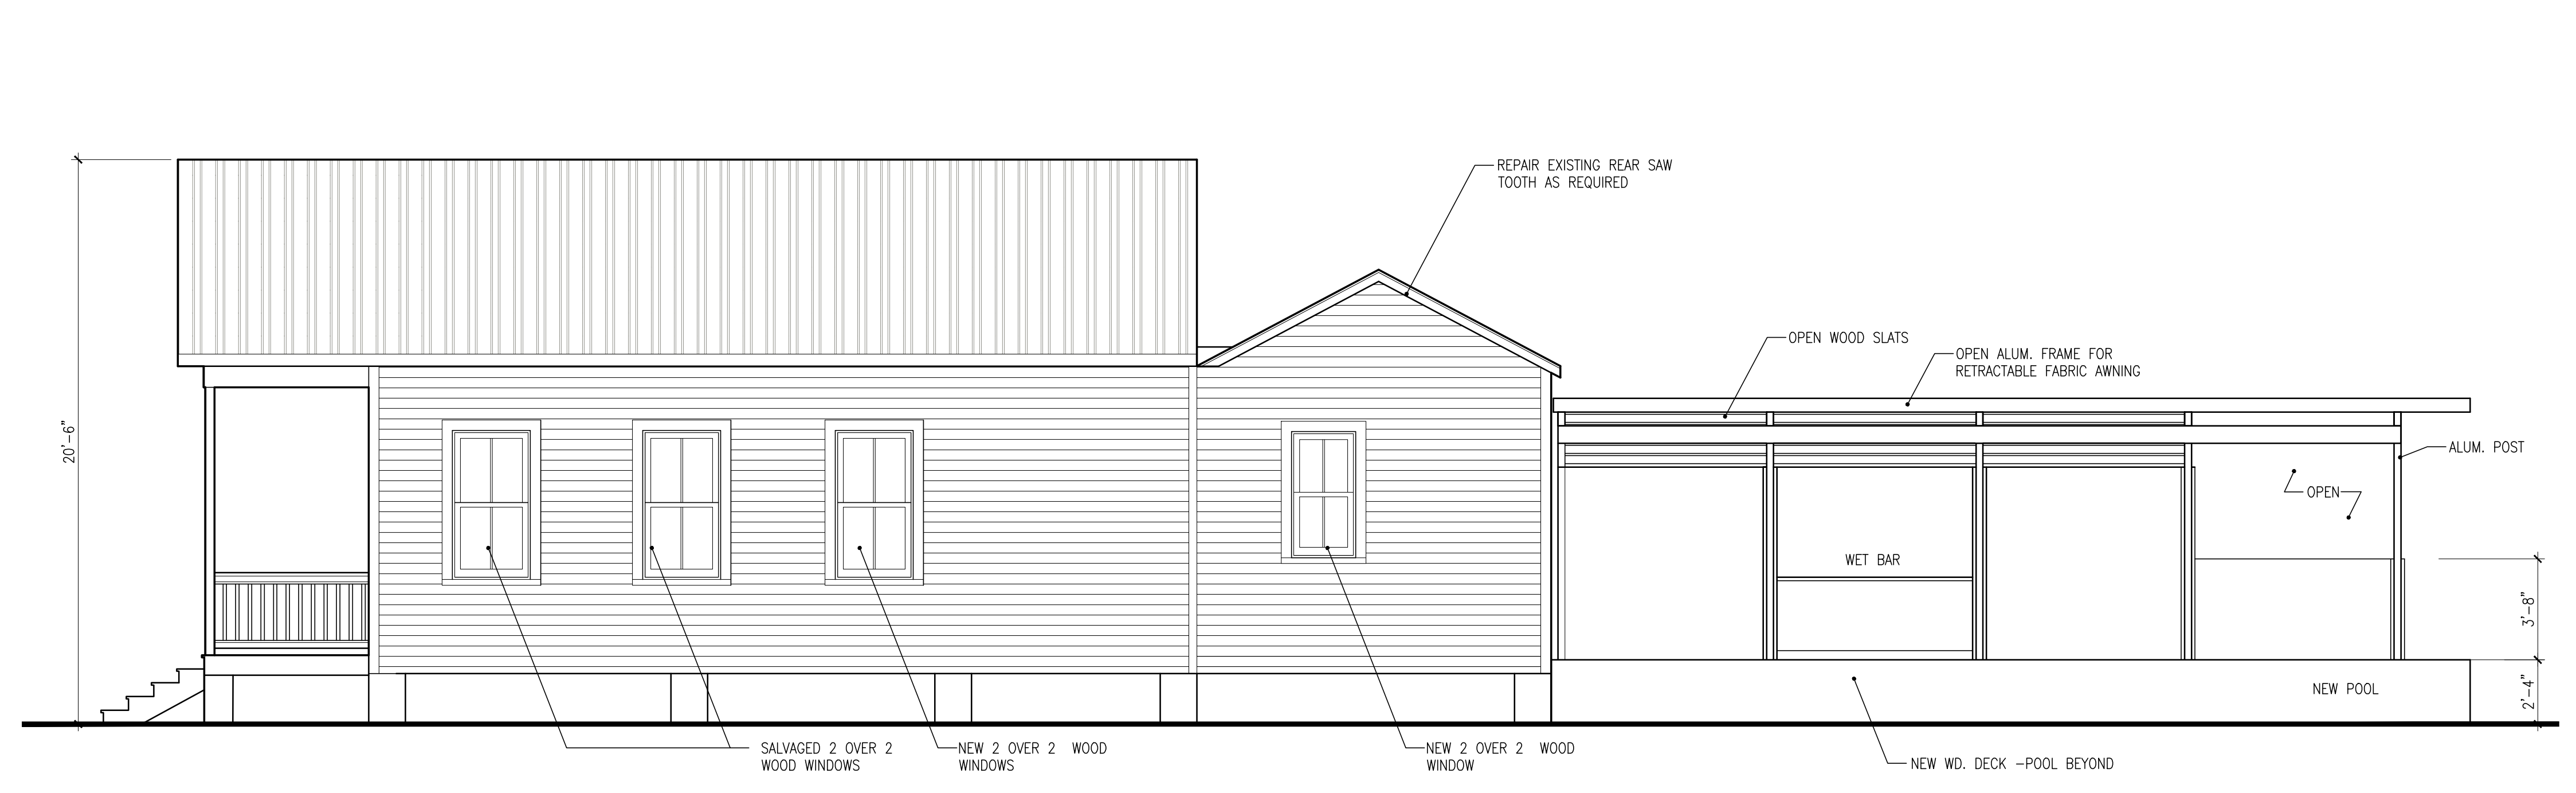 REPAIR EXISTING REAR SAW
TOOTH AS REQUIRED
OPEN WOOD SLATS
OPEN ALUM. FRAME FOR
RETRACTABLE FABRIC AWNING
20'-6"
ALUM. POST
OPEN
WET BAR
3'-8"
NEW POOL
2'-4"
SALVAGED 2 OVER 2
WOOD WINDOWS
NEW 2 OVER 2 WOOD
WINDOWS
NEW 2 OVER 2 WOOD
WINDOW
NEW WD. DECK -POOL BEYOND